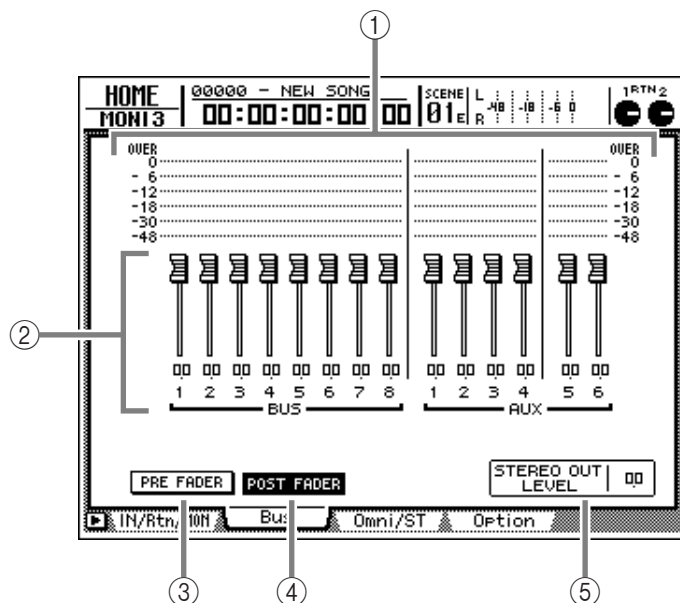 ①
HOME
MONI3
00000 - NEW SONG
00:00:00:00 00
SCENE
01E
L -48 -18 -6 0
R
1RTN2
OVER OVER
0 0
- 6 - 6
-12 -12
-18 -18
-30 -30
-48 -48
②
00 00 00 00 00 00 00 00 00 00 00 00 00 00
1 2 3 4 5 6 7 8 1 2 3 4 5 6
BUS AUX
PRE FADER POST FADER STEREO OUT LEVEL 00
IN/Rtn/MON Bus Omni/ST Option
③ ④ ⑤